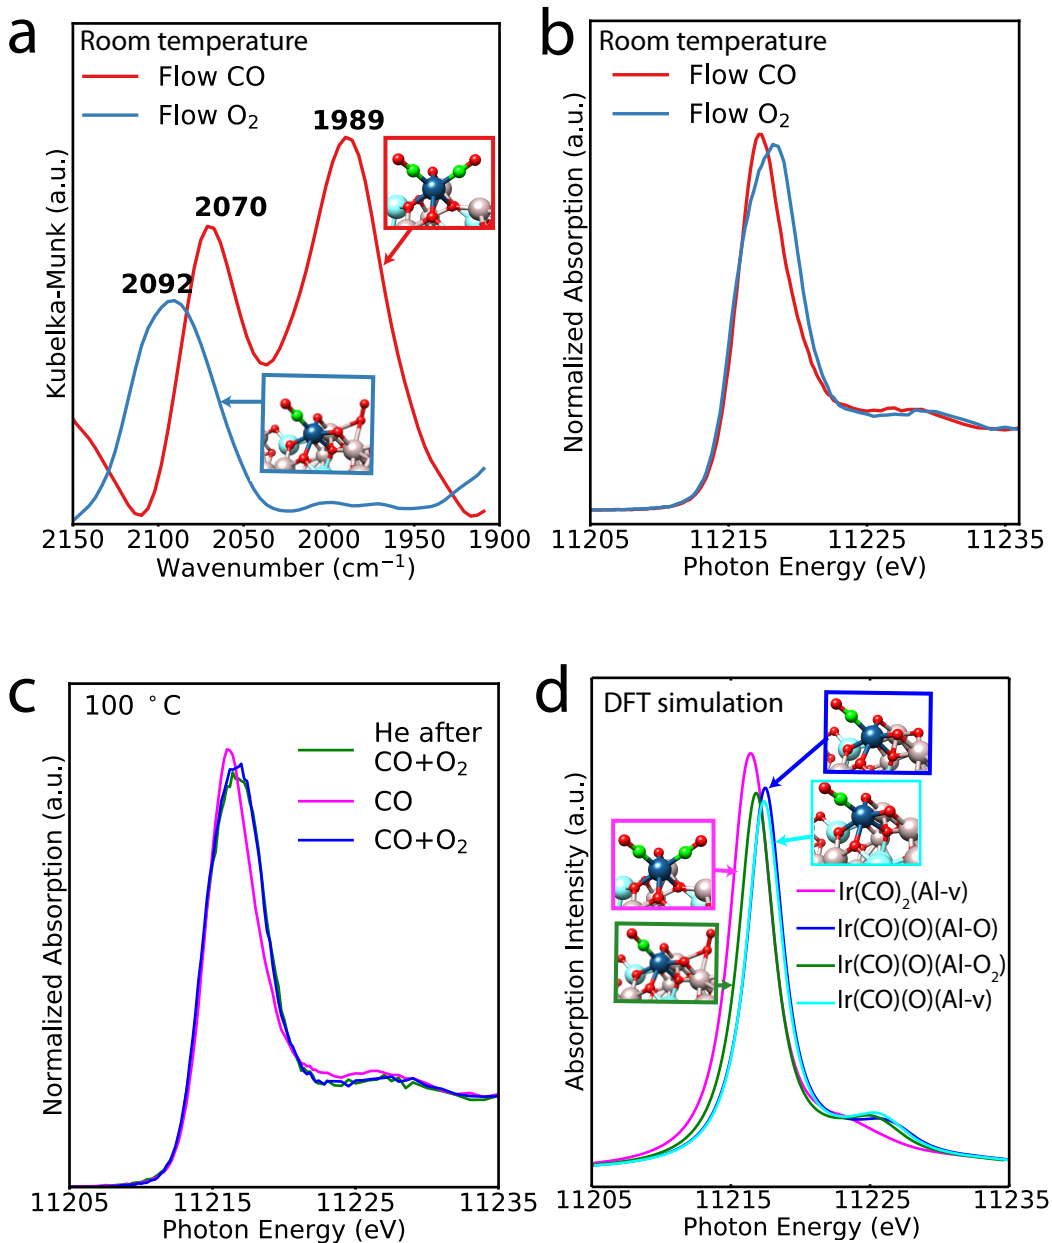 a
Room temperature
Flow CO
Flow O₂
2092
2070
1989
Kubelka-Munk (a.u.)
2150 2100 2050 2000 1950 1900
Wavenumber (cm⁻¹)
b
Room temperature
Flow CO
Flow O₂
Normalized Absorption (a.u.)
11205 11215 11225 11235
Photon Energy (eV)
c
100 °C
He after
CO+O₂
CO
CO+O₂
Normalized Absorption (a.u.)
11205 11215 11225 11235
Photon Energy (eV)
d
DFT simulation
Ir(CO)₂(Al-v)
Ir(CO)(O)(Al-O)
Ir(CO)(O)(Al-O₂)
Ir(CO)(O)(Al-v)
Absorption Intensity (a.u.)
11205 11215 11225 11235
Photon Energy (eV)